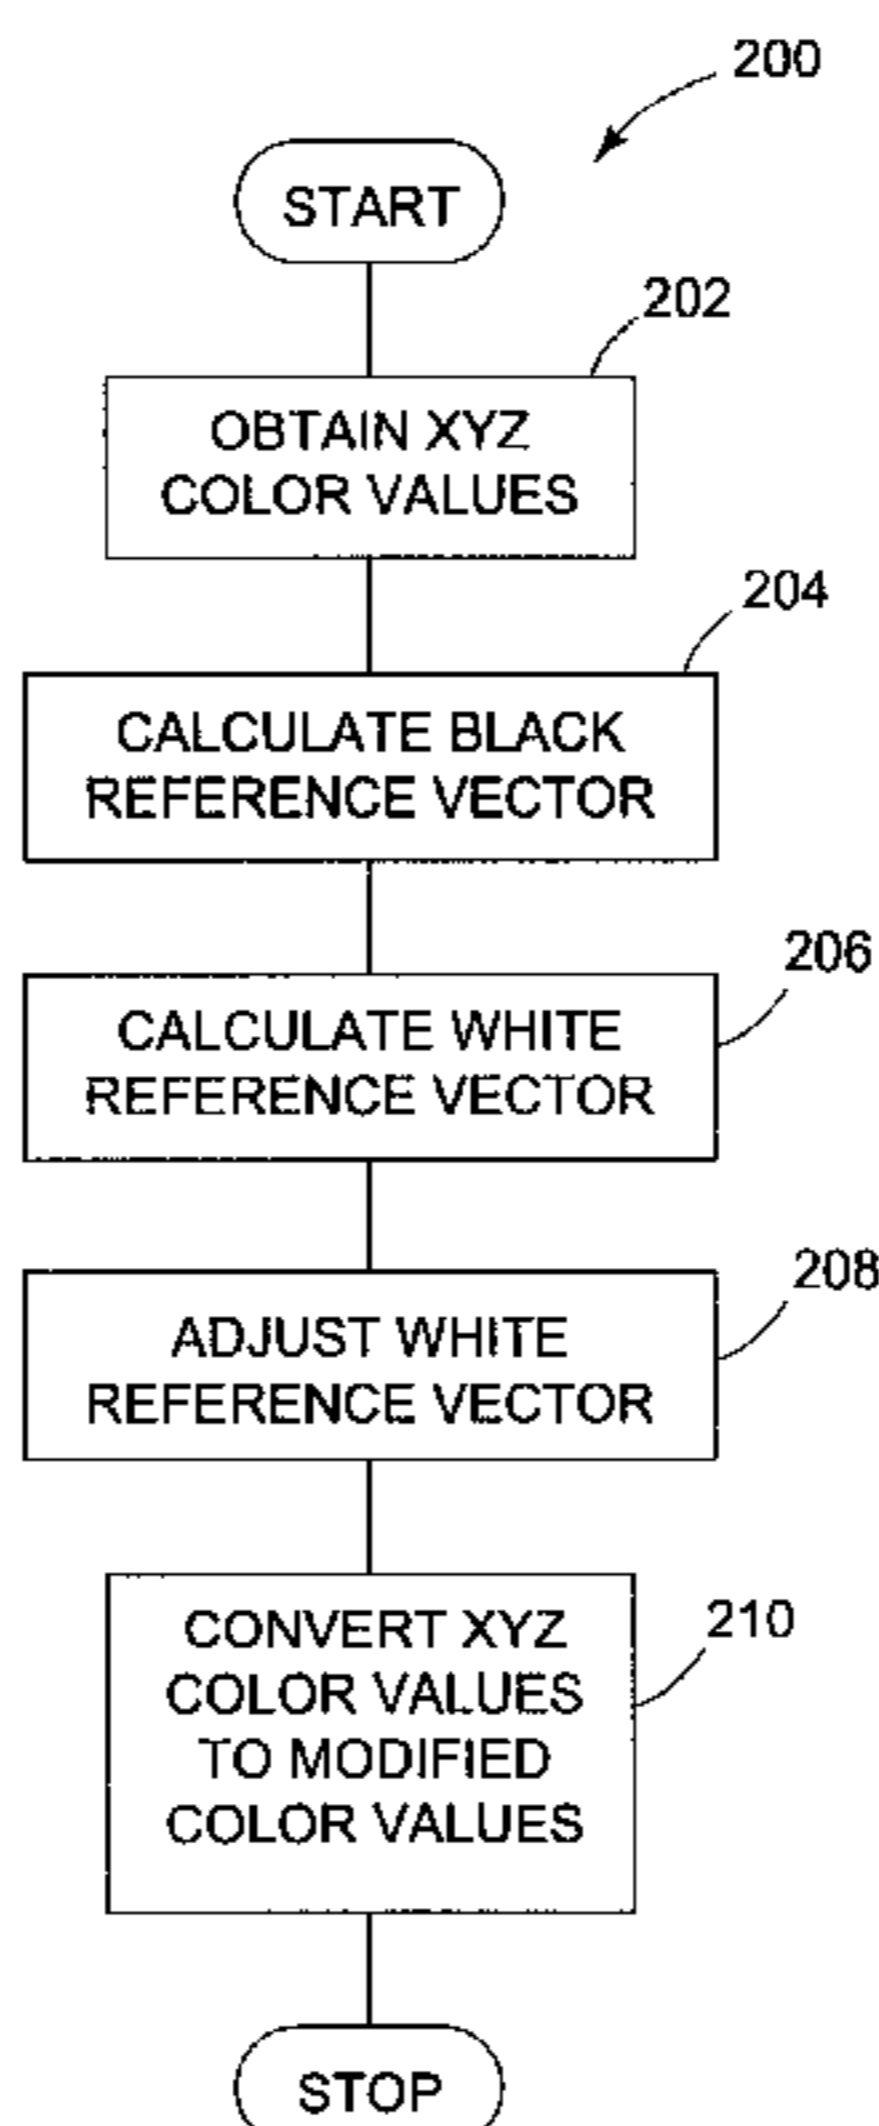 200
START
202
OBTAIN XYZ
COLOR VALUES
204
CALCULATE BLACK
REFERENCE VECTOR
206
CALCULATE WHITE
REFERENCE VECTOR
208
ADJUST WHITE
REFERENCE VECTOR
210
CONVERT XYZ
COLOR VALUES
TO MODIFIED
COLOR VALUES
STOP